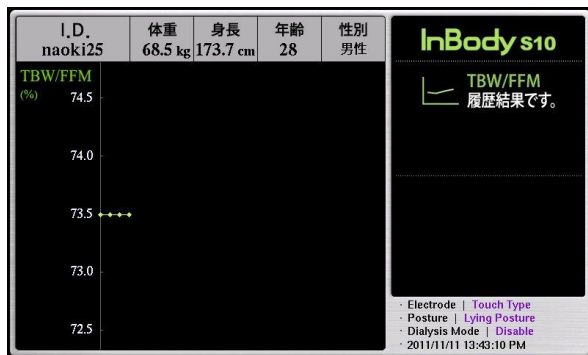 I.D. 体重 身長 年齢 性別
naoki25 68.5 kg 173.7 cm 28 男性
TBW/FFM
(%)
74.5
74.0
73.5
73.0
72.5
InBody S10
TBW/FFM
履歴結果です。
· Electrode | Touch Type
· Posture | Lying Posture
· Dialysis Mode | Disable
· 2011/11/11 13:43:10 PM